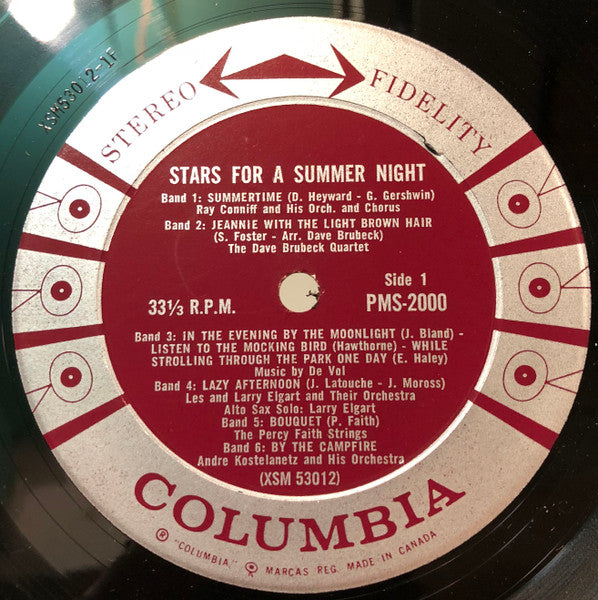 XSM53012-1F
STEREO FIDELITY
STARS FOR A SUMMER NIGHT
Band 1: SUMMERTIME (D. Heyward - G. Gershwin)
Ray Conniff and His Orch. and Chorus
Band 2: JEANNIE WITH THE LIGHT BROWN HAIR
(S. Foster - Arr. Dave Brubeck)
The Dave Brubeck Quartet
33⅓ R.P.M.
Side 1
PMS-2000
Band 3: IN THE EVENING BY THE MOONLIGHT (J. Bland) -
LISTEN TO THE MOCKING BIRD (Hawthorne) - WHILE
STROLLING THROUGH THE PARK ONE DAY (E. Haley)
Music by De Vol
Band 4: LAZY AFTERNOON (J. Latouche - J. Moross)
Les and Larry Elgart and Their Orchestra
Alto Sax Solo: Larry Elgart
Band 5: BOUQUET (P. Faith)
The Percy Faith Strings
Band 6: BY THE CAMPFIRE
Andre Kostelanetz and His Orchestra
(XSM 53012)
COLUMBIA
® "COLUMBIA," MARCAS REG. MADE IN CANADA